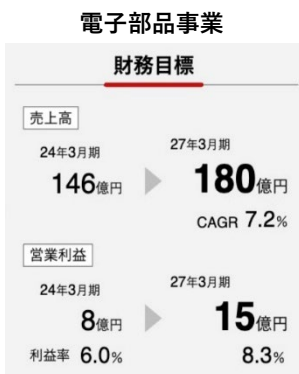 電子部品事業
財務目標
売上高
24年3月期 27年3月期
146億円 180億円
CAGR 7.2%
営業利益
24年3月期 27年3月期
8億円 15億円
利益率 6.0% 8.3%